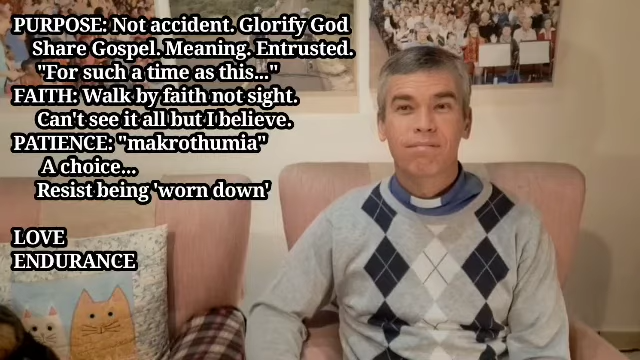 PURPOSE: Not accident. Glorify God
Share Gospel. Meaning. Entrusted.
"For such a time as this..."
FAITH: Walk by faith not sight.
Can't see it all but I believe.
PATIENCE: "makrothumia"
A choice...
Resist being 'worn down'
LOVE
ENDURANCE